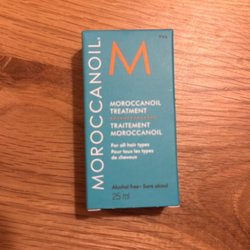 MOROCCANOIL
M
MOROCCANOIL
TREATMENT
TRAITEMENT
MOROCCANOIL
For all hair types
Pour tous les types
de cheveux
Alcohol free • Sans alcool
25 ml